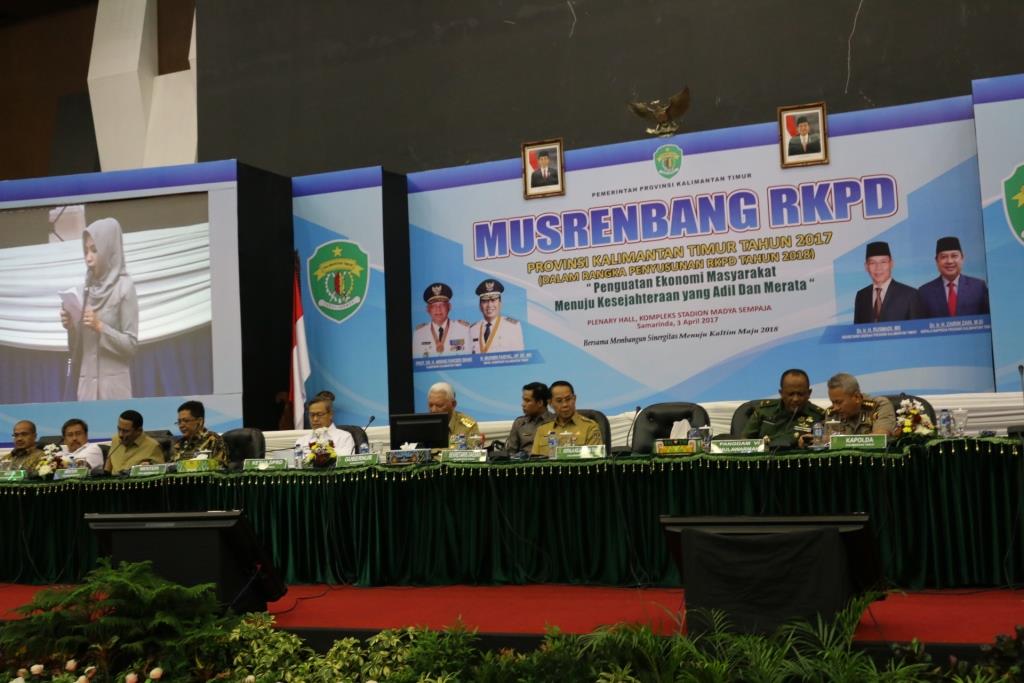 PEMERINTAH PROVINSI KALIMANTAN TIMUR
MUSRENBANG RKPD
PROVINSI KALIMANTAN TIMUR TAHUN 2017
(DALAM RANGKA PENYUSUNAN RKPD TAHUN 2018)
" Penguatan Ekonomi Masyarakat
Menuju Kesejahteraan yang Adil Dan Merata "
PLENARY HALL, KOMPLEKS STADION MADYA SEMPAJA
Samarinda, 3 April 2017
Bersama Membangun Sinergitas Menuju Kaltim Maju 2018
PANGDAM VI
MULAWARMAN
KAPOLDA